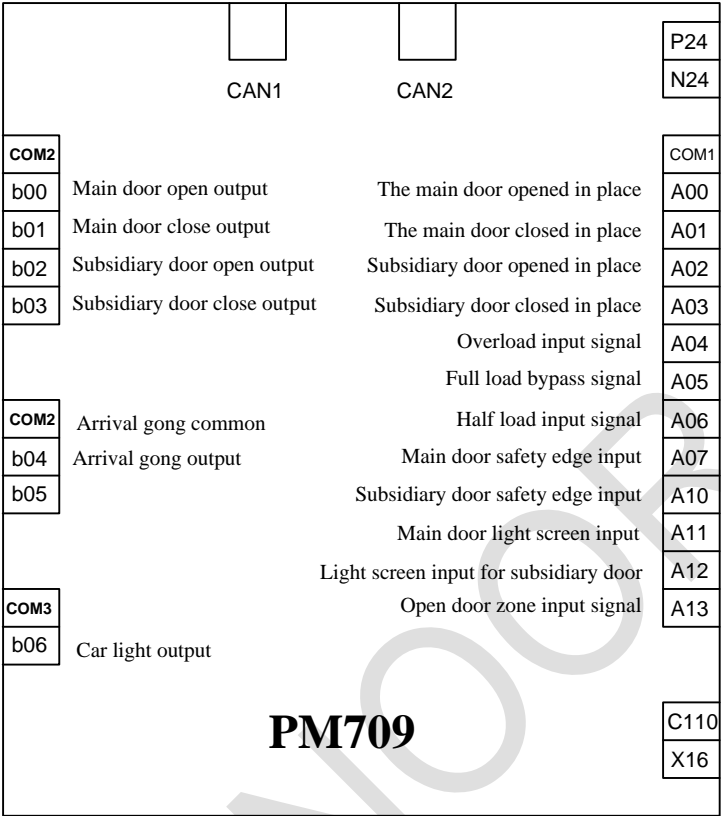 CAN1
CAN2
P24
N24
COM2
b00 Main door open output
b01 Main door close output
b02 Subsidiary door open output
b03 Subsidiary door close output
COM2 Arrival gong common
b04 Arrival gong output
b05
COM3
b06 Car light output
COM1
The main door opened in place A00
The main door closed in place A01
Subsidiary door opened in place A02
Subsidiary door closed in place A03
Overload input signal A04
Full load bypass signal A05
Half load input signal A06
Main door safety edge input A07
Subsidiary door safety edge input A10
Main door light screen input A11
Light screen input for subsidiary door A12
Open door zone input signal A13
PM709
C110
X16
NOOR